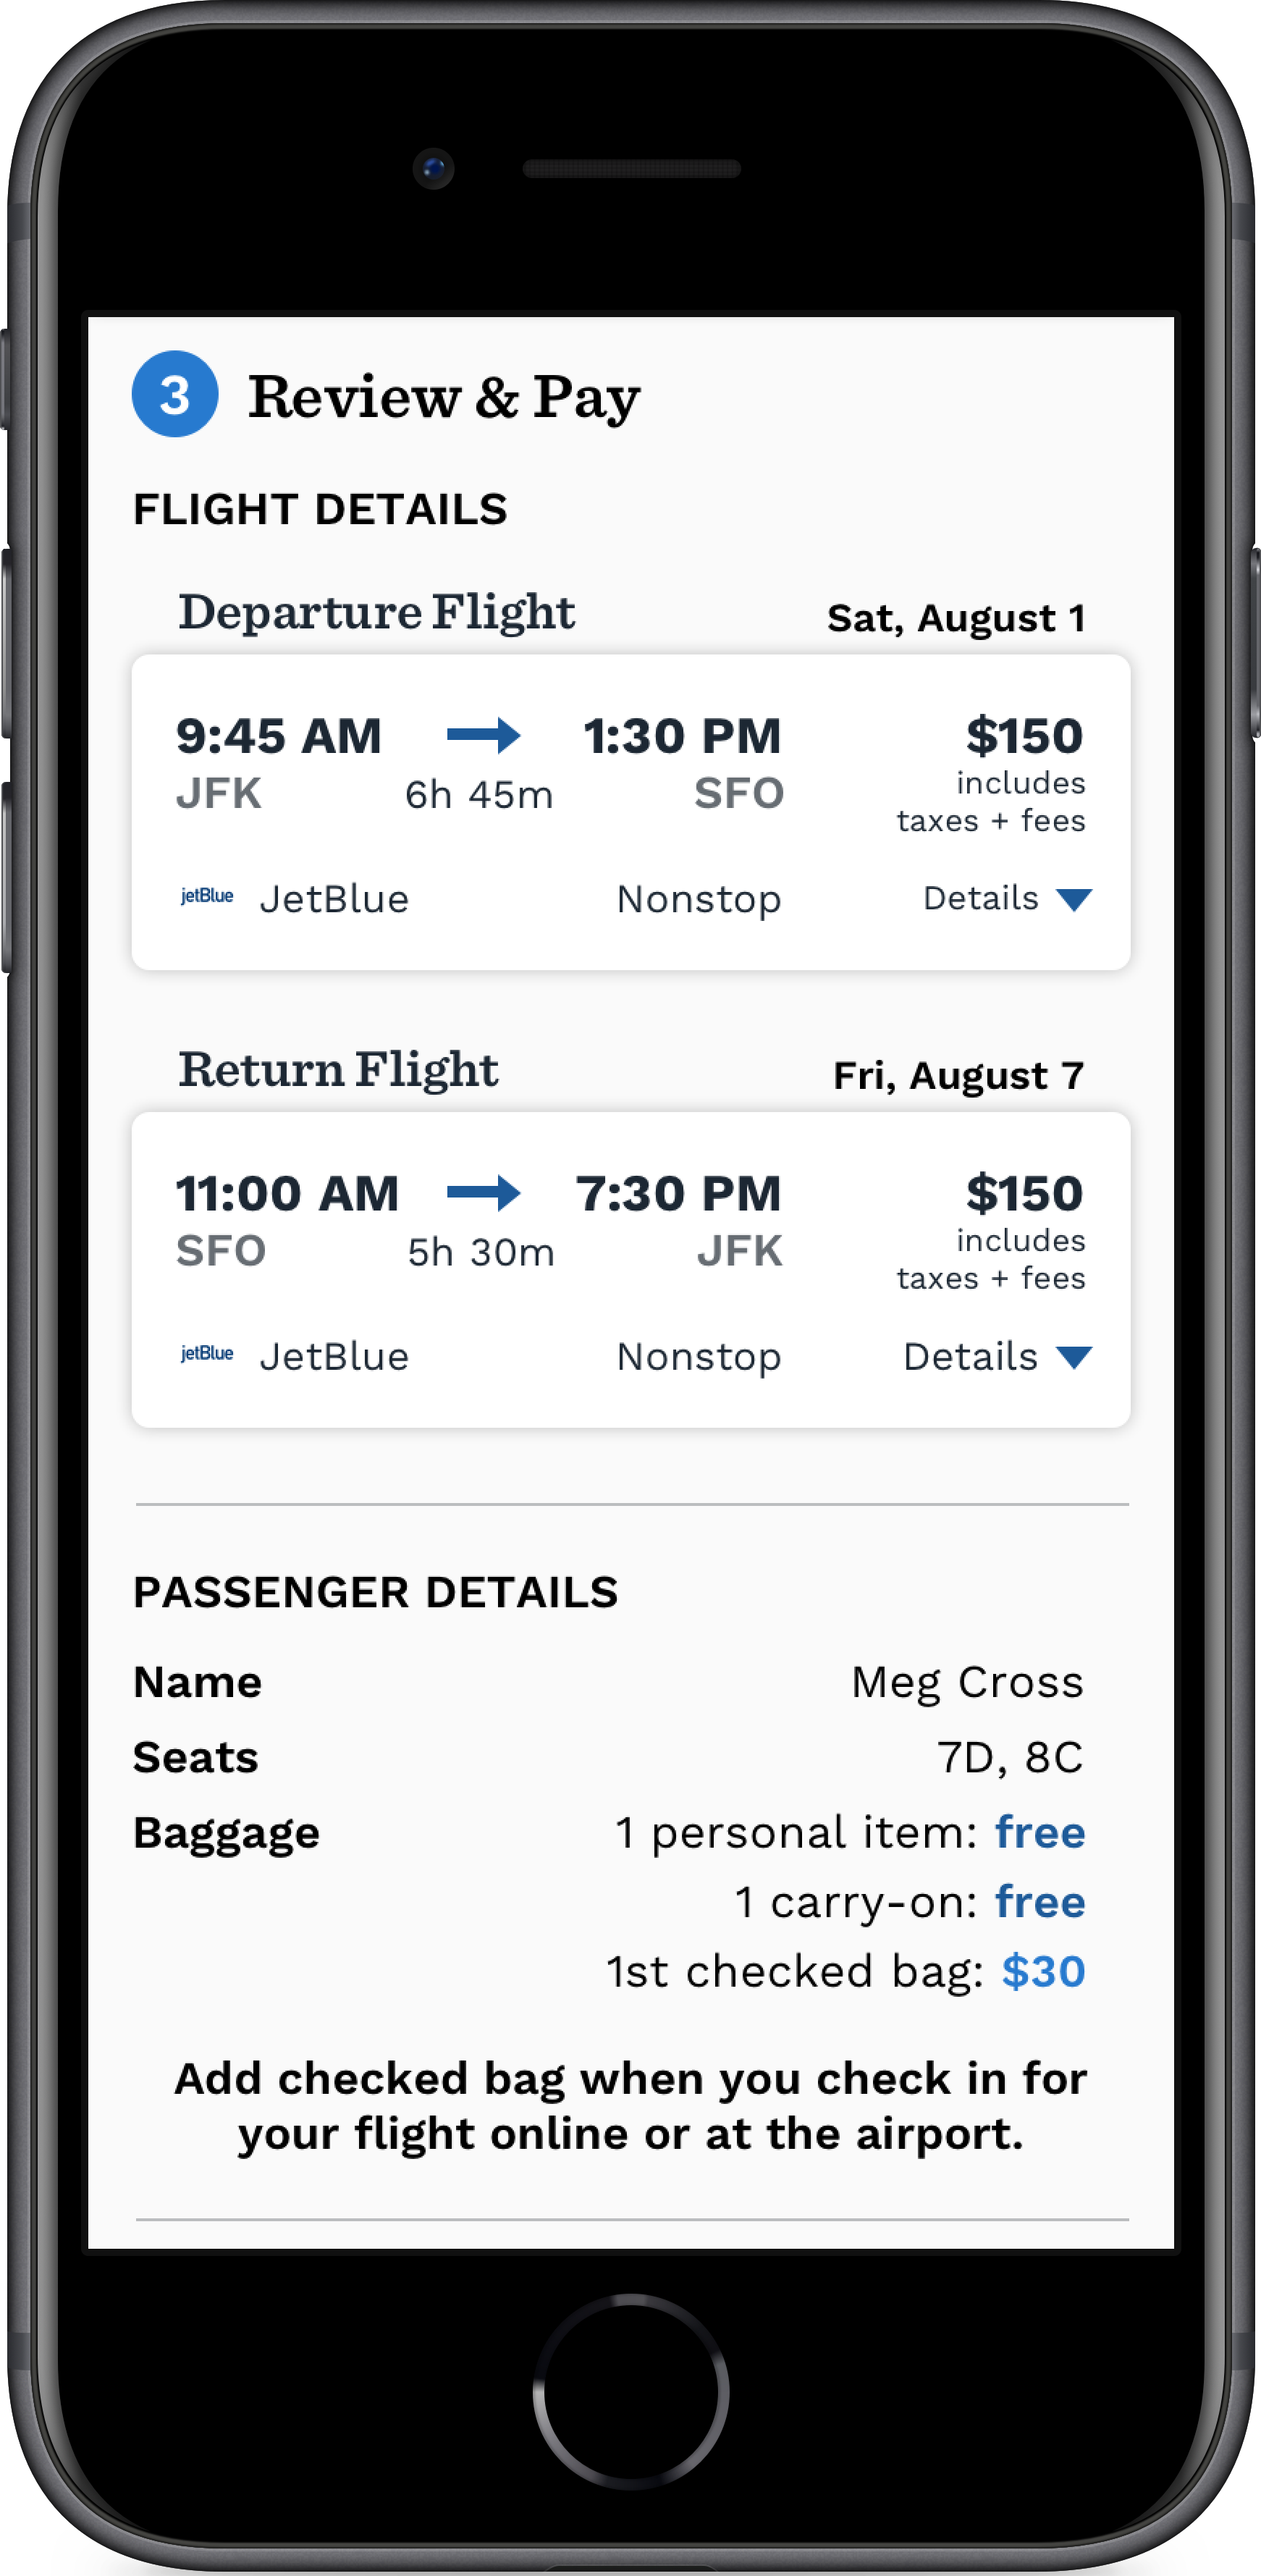 3 Review & Pay
FLIGHT DETAILS
Departure Flight Sat, August 1
9:45 AM 1:30 PM $150
JFK 6h 45m SFO includes
taxes + fees
jetBlue JetBlue Nonstop Details
Return Flight Fri, August 7
11:00 AM 7:30 PM $150
SFO 5h 30m JFK includes
taxes + fees
jetBlue JetBlue Nonstop Details
PASSENGER DETAILS
Name Meg Cross
Seats 7D, 8C
Baggage 1 personal item: free
1 carry-on: free
1st checked bag: $30
Add checked bag when you check in for
your flight online or at the airport.